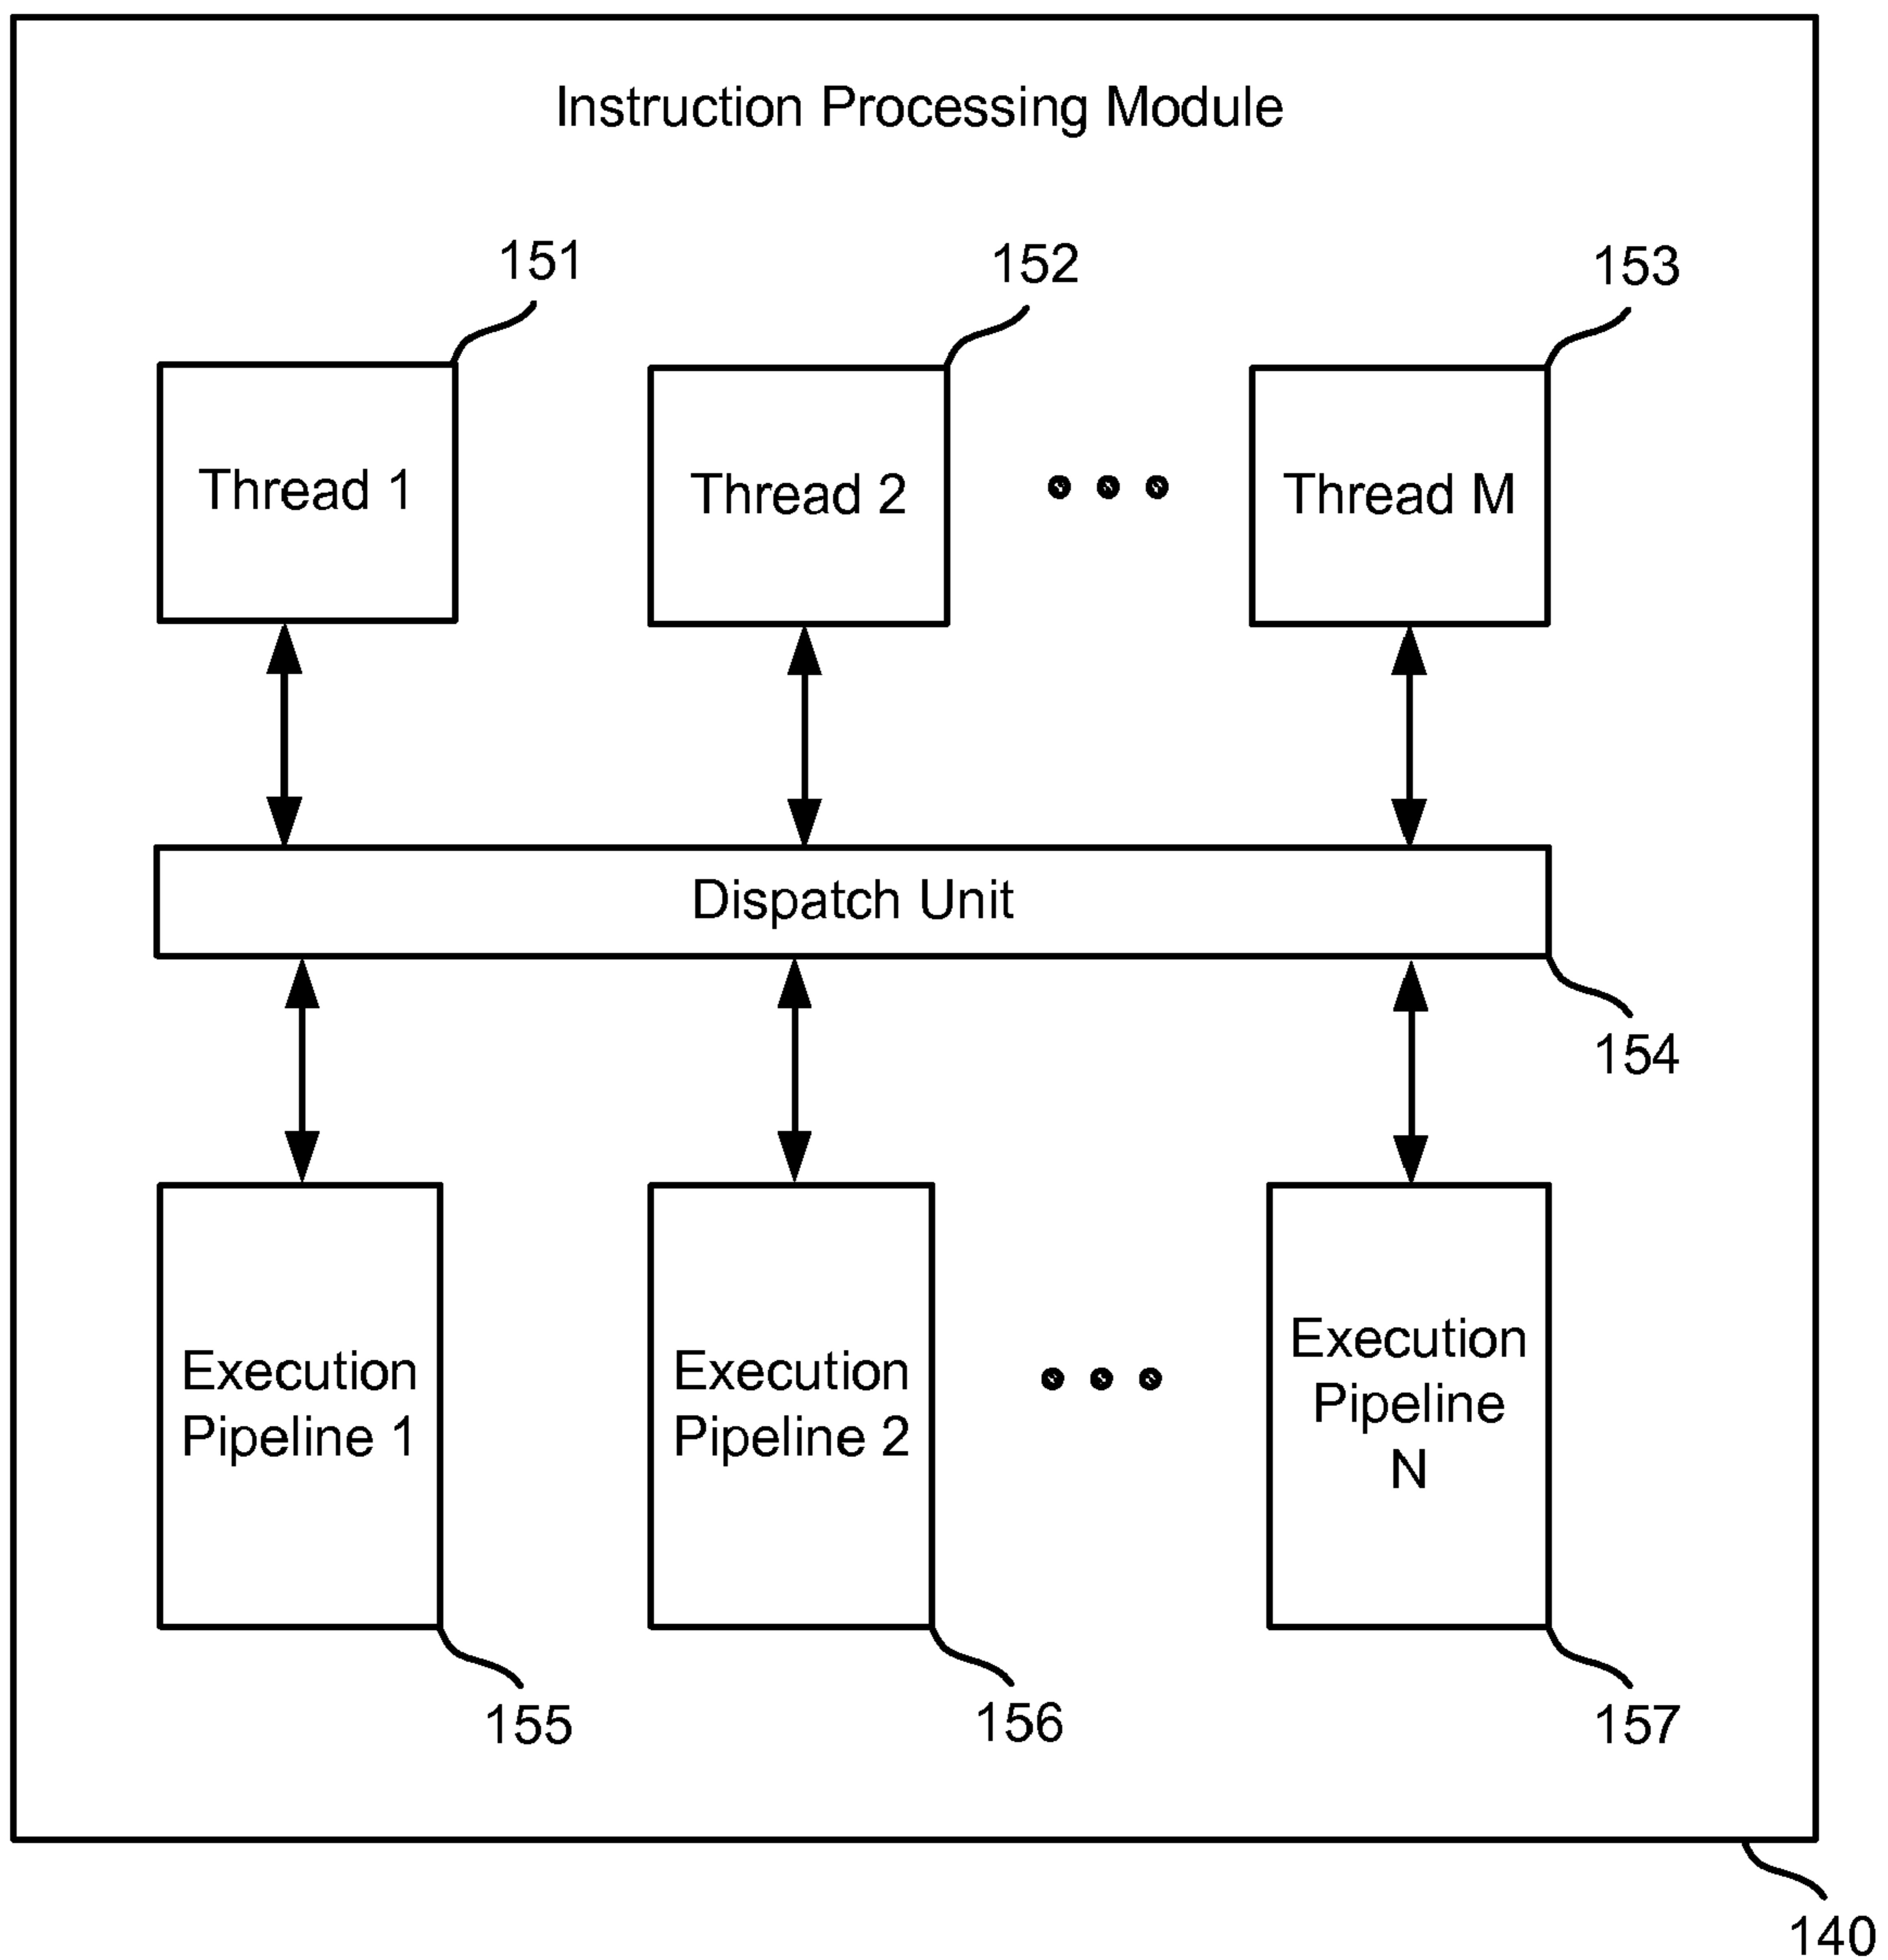 Instruction Processing Module
151
152
153
Thread 1
Thread 2
Thread M
Dispatch Unit
154
Execution
Pipeline 1
Execution
Pipeline 2
Execution
Pipeline
N
155
156
157
140